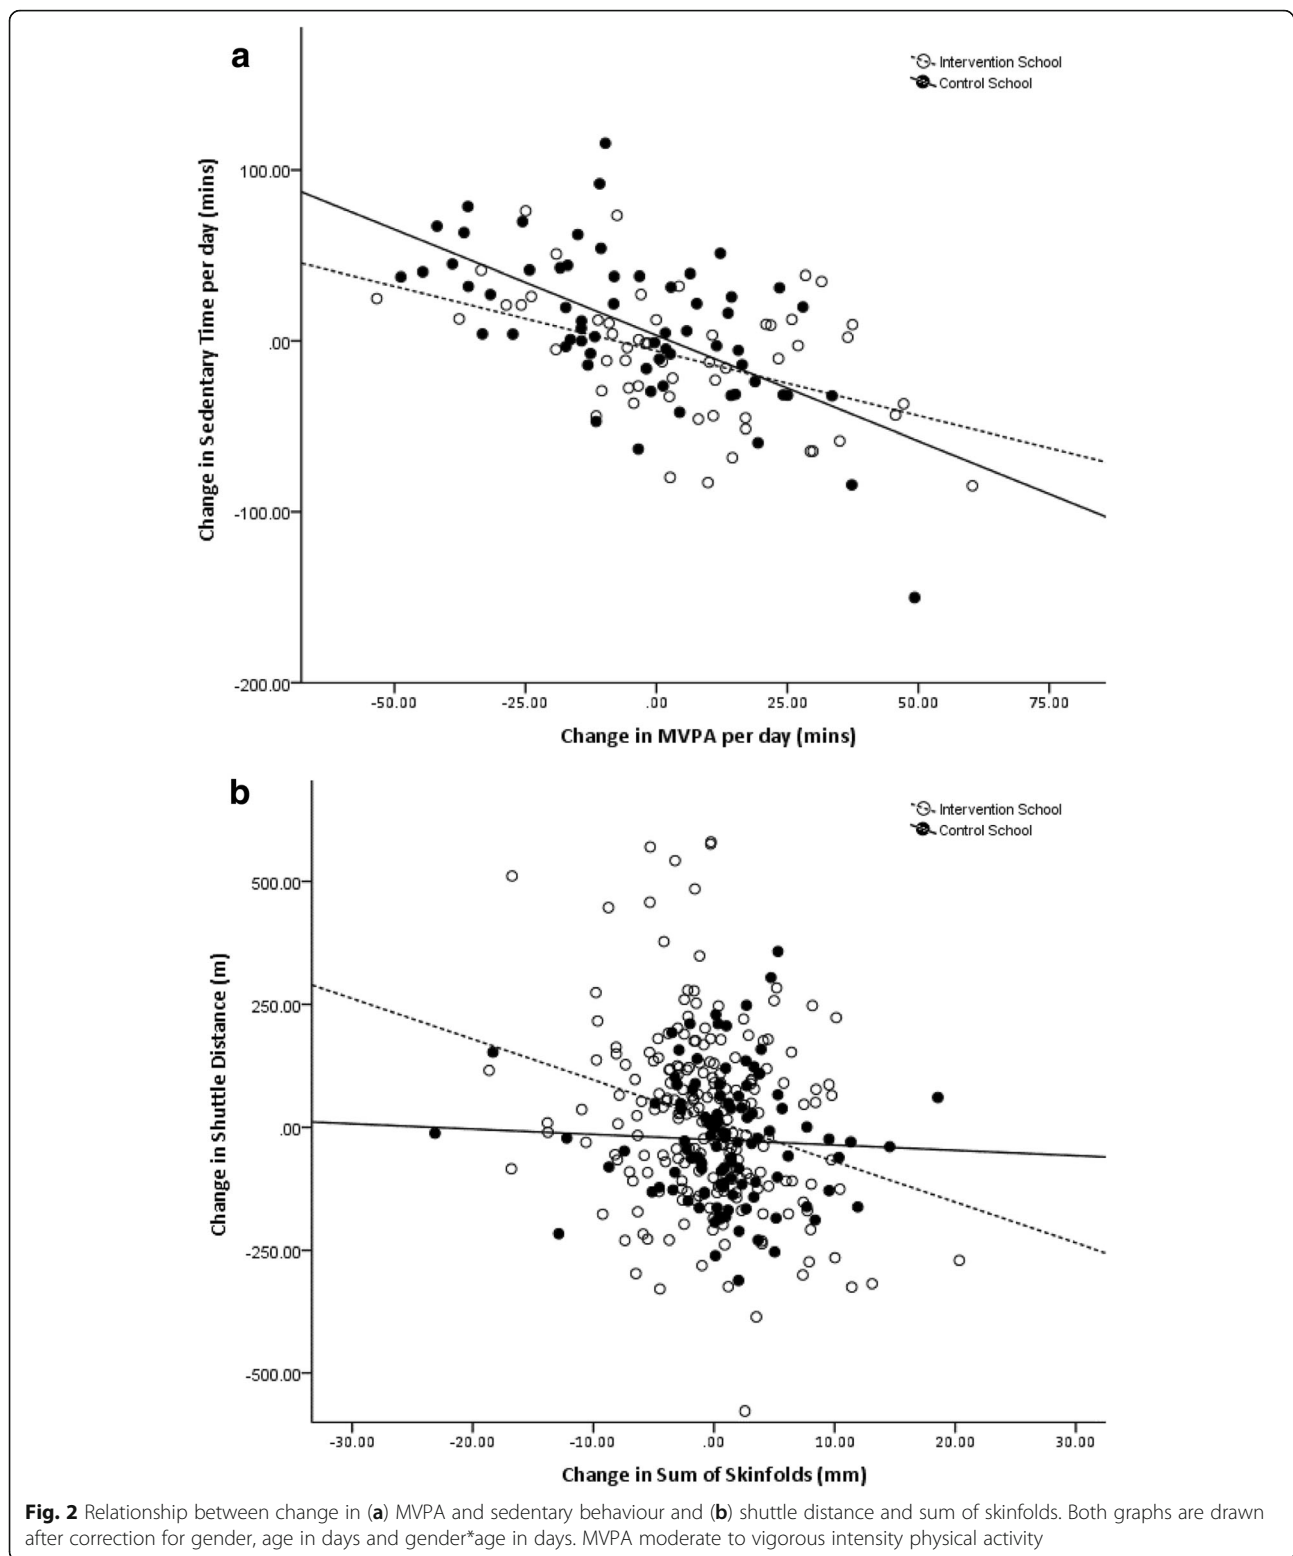 a
Intervention School
Control School
Change in Sedentary Time per day (mins)
100.00
.00
-100.00
-200.00
-50.00 -25.00 .00 25.00 50.00 75.00
Change in MVPA per day (mins)
b
Intervention School
Control School
Change in Shuttle Distance (m)
500.00
250.00
.00
-250.00
-500.00
-30.00 -20.00 -10.00 .00 10.00 20.00 30.00
Change in Sum of Skinfolds (mm)
Fig. 2 Relationship between change in (a) MVPA and sedentary behaviour and (b) shuttle distance and sum of skinfolds. Both graphs are drawn
after correction for gender, age in days and gender*age in days. MVPA moderate to vigorous intensity physical activity